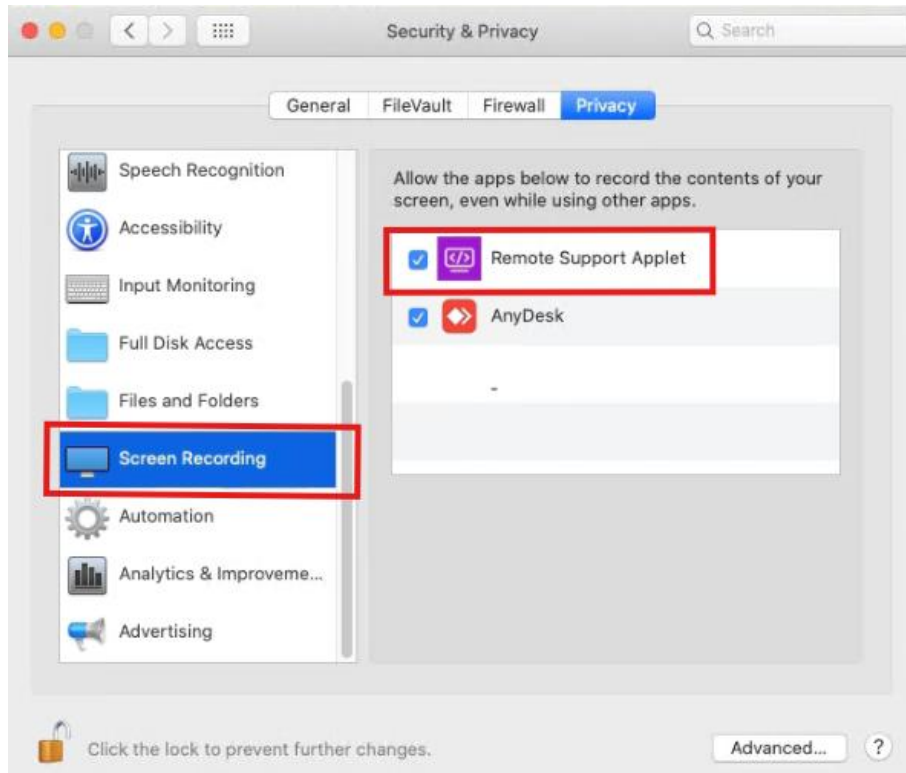 Security & Privacy
Search
General
FileVault
Firewall
Privacy
Speech Recognition
Accessibility
Input Monitoring
Full Disk Access
Files and Folders
Screen Recording
Automation
Analytics & Improveme...
Advertising
Allow the apps below to record the contents of your
screen, even while using other apps.
Remote Support Applet
AnyDesk
-
Click the lock to prevent further changes.
Advanced...
?